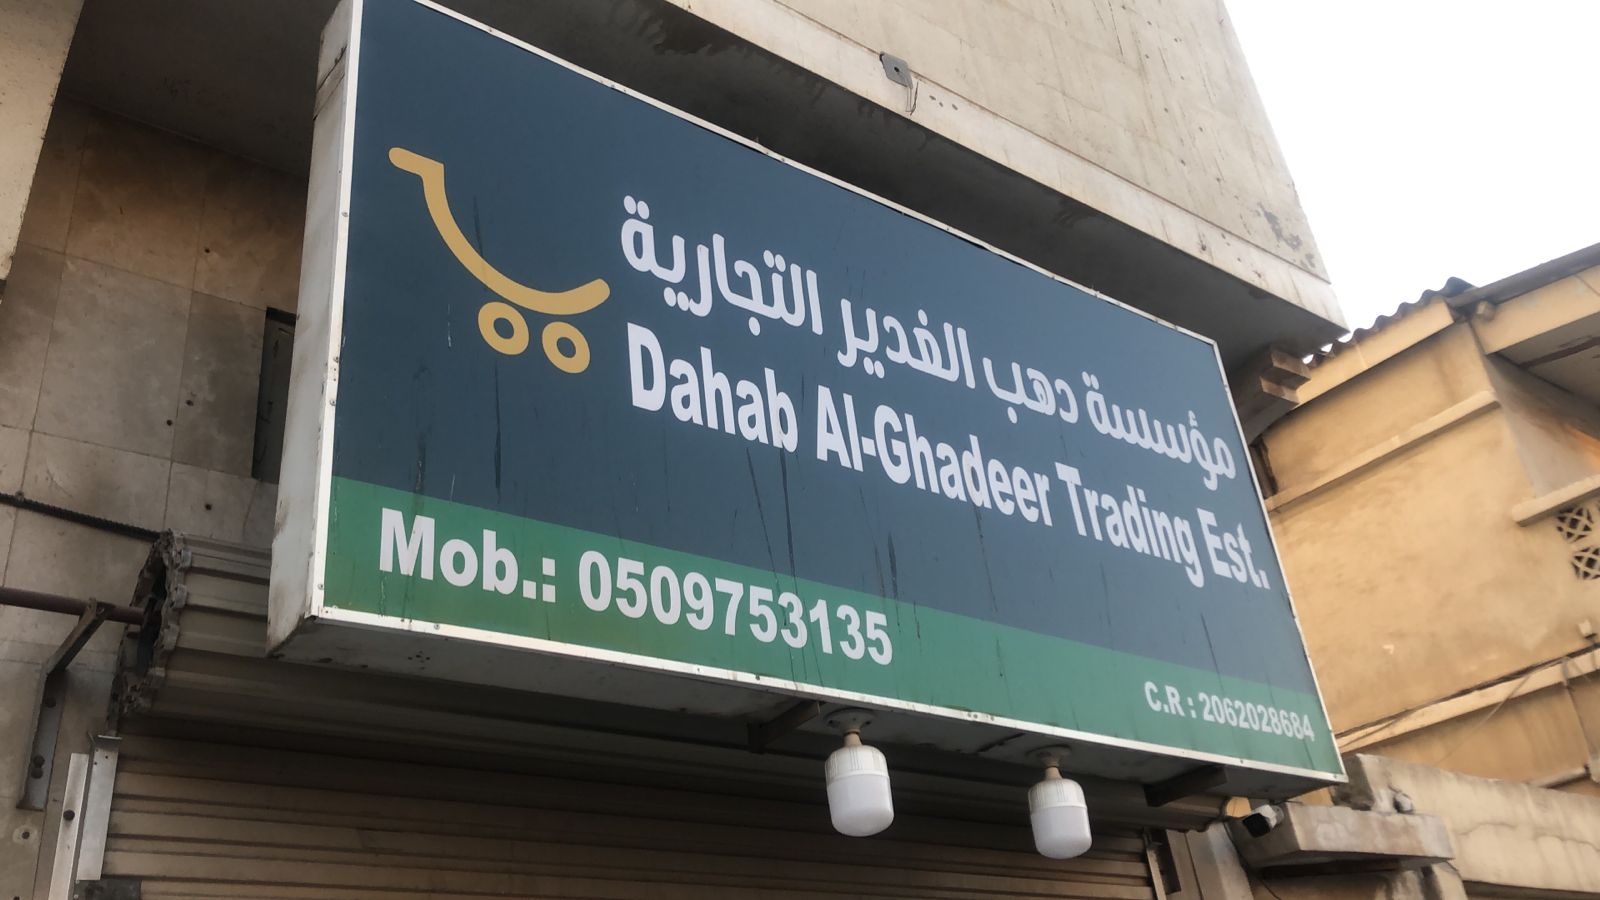 مؤسسة دهب الغدير التجارية
Dahab Al-Ghadeer Trading Est.
Mob.: 0509753135
C.R : 2062028684